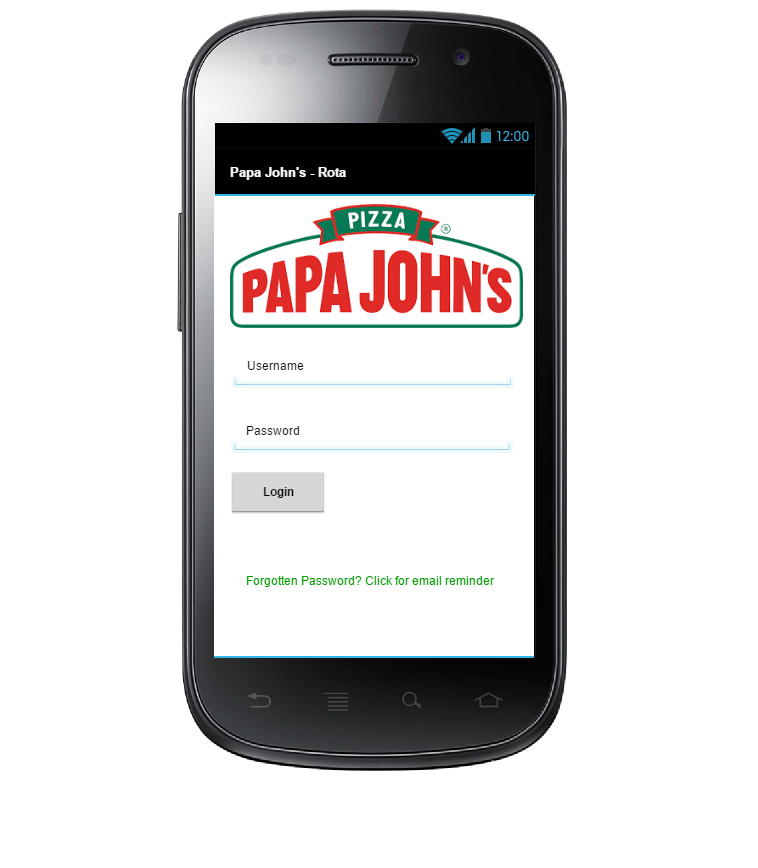 12:00
Papa John's - Rota
PIZZA
®
PAPA JOHN'S
Username
Password
Login
Forgotten Password? Click for email reminder